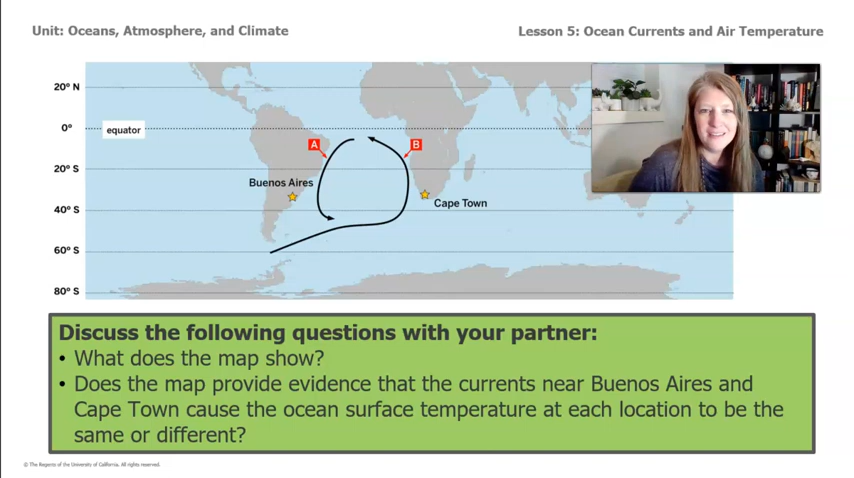 Unit: Oceans, Atmosphere, and Climate
Lesson 5: Ocean Currents and Air Temperature
20° N
0°
equator
A
B
20° S
Buenos Aires
Cape Town
40° S
60° S
80° S
Discuss the following questions with your partner:
• What does the map show?
• Does the map provide evidence that the currents near Buenos Aires and
Cape Town cause the ocean surface temperature at each location to be the
same or different?
© The Regents of the University of California. All rights reserved.